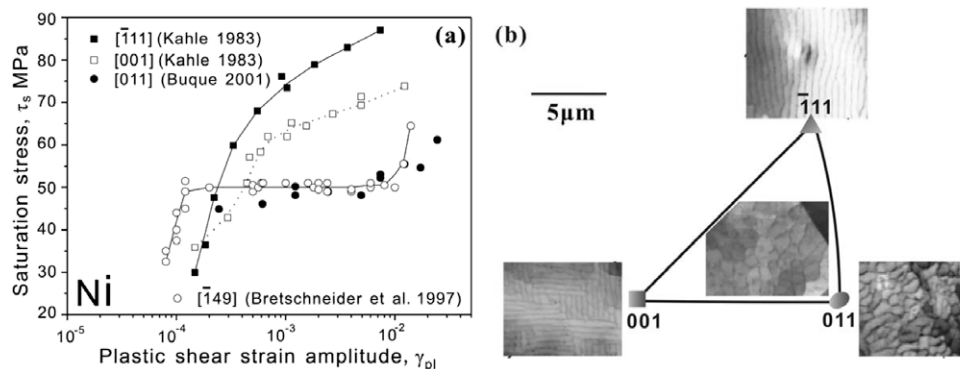 90
80
70
60
50
40
30
20
Saturation stress, τs MPa
■ [1̄11] (Kahle 1983)
□ [001] (Kahle 1983)
● [011] (Buque 2001)
(a)
Ni
○ [1̄49] (Bretschneider et al. 1997)
10-5
10-4
10-3
10-2
Plastic shear strain amplitude, γpl
(b)
5µm
1̄11
001
011